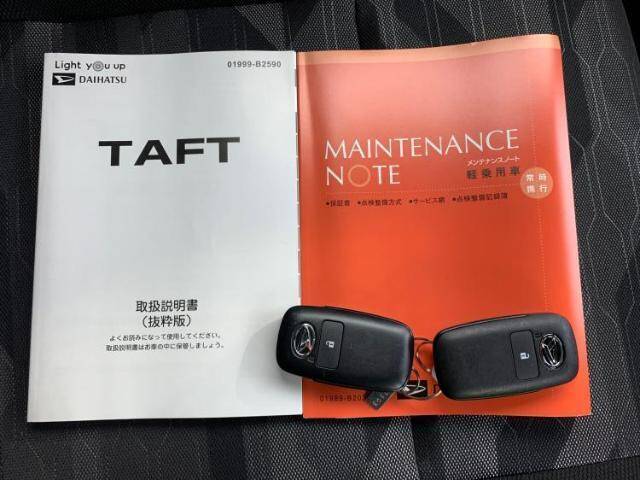 Light you up
DAIHATSU
01999-B2590
TAFT
取扱説明書
(抜粋版)
よくお読みになって使用してください。
取扱説明書はお車の中に保管しましょう。
MAINTENANCE
NOTE
メンテナンスノート
軽乗用車
常時
携行
●保証書 ●点検整備方式 ●サービス網 ●点検整備記録簿